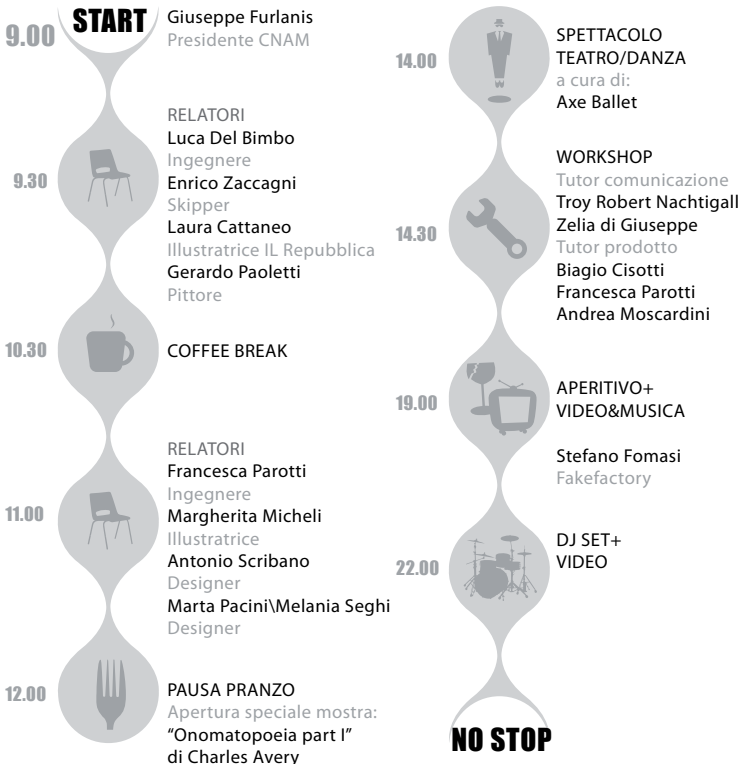 9.00
START
Giuseppe Furlanis
Presidente CNAM
9.30
RELATORI
Luca Del Bimbo
Ingegnere
Enrico Zaccagni
Skipper
Laura Cattaneo
Illustratrice IL Repubblica
Gerardo Paoletti
Pittore
10.30
COFFEE BREAK
11.00
RELATORI
Francesca Parotti
Ingegnere
Margherita Micheli
Illustratrice
Antonio Scribano
Designer
Marta Pacini\Melania Seghi
Designer
12.00
PAUSA PRANZO
Apertura speciale mostra:
“Onomatopoeia part I”
di Charles Avery
14.00
SPETTACOLO
TEATRO/DANZA
a cura di:
Axe Ballet
14.30
WORKSHOP
Tutor comunicazione
Troy Robert Nachtigall
Zelia di Giuseppe
Tutor prodotto
Biagio Cisotti
Francesca Parotti
Andrea Moscardini
19.00
APERITIVO+
VIDEO&MUSICA
Stefano Fomasi
Fakefactory
22.00
DJ SET+
VIDEO
NO STOP